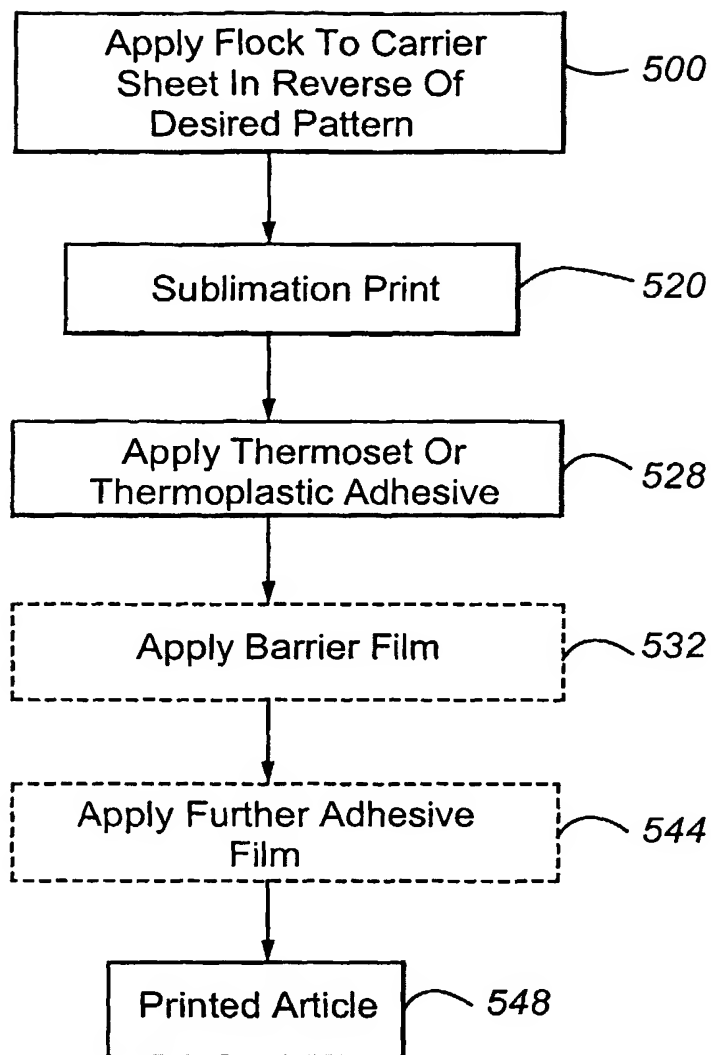 Apply Flock To Carrier
Sheet In Reverse Of
Desired Pattern
500
Sublimation Print
520
Apply Thermoset Or
Thermoplastic Adhesive
528
Apply Barrier Film
532
Apply Further Adhesive
Film
544
Printed Article
548